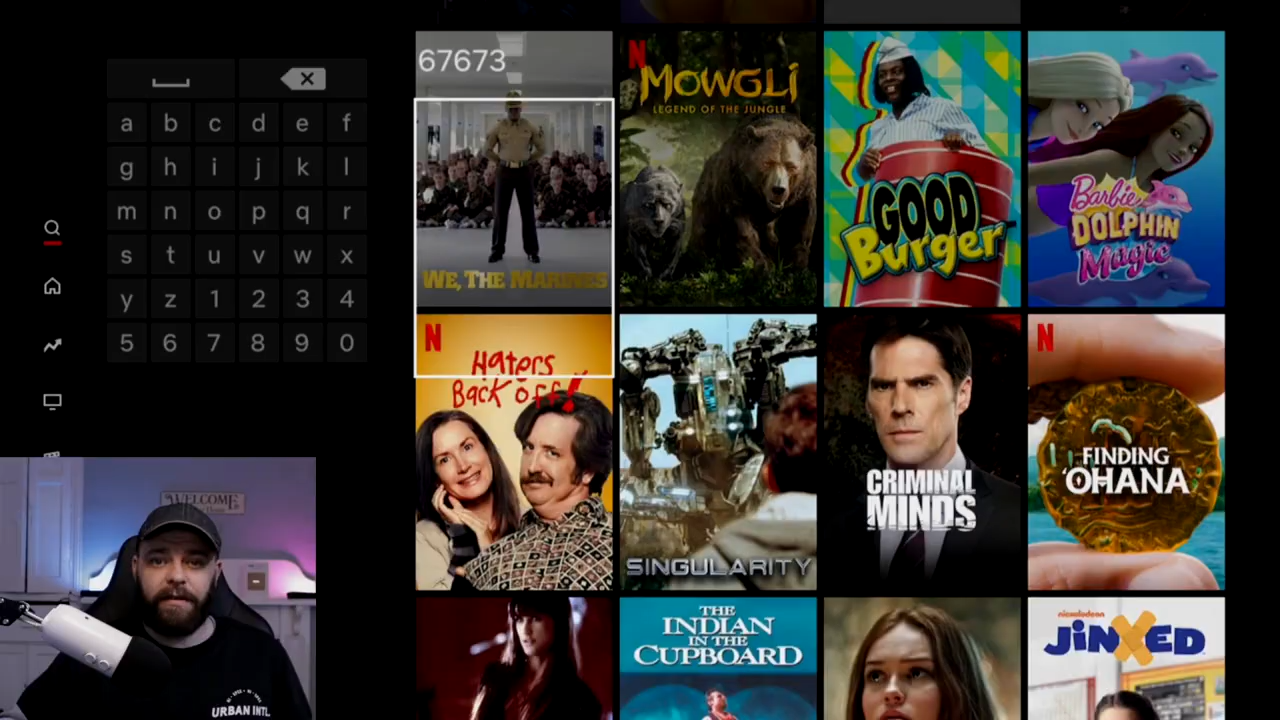 67673
a b c d e f
g h i j k l
m n o p q r
s t u v w x
y z 1 2 3 4
5 6 7 8 9 0
WE, THE MARINES
N
MOWGLI
LEGEND OF THE JUNGLE
GOOD
Burger
Barbie
DOLPHIN
Magic
N
Haters
Back off!
SINGULARITY
CRIMINAL
MINDS
N
FINDING
'OHANA
THE
INDIAN
IN THE
CUPBOARD
nickelodeon
JINXED
WELCOME
URBAN INTL.